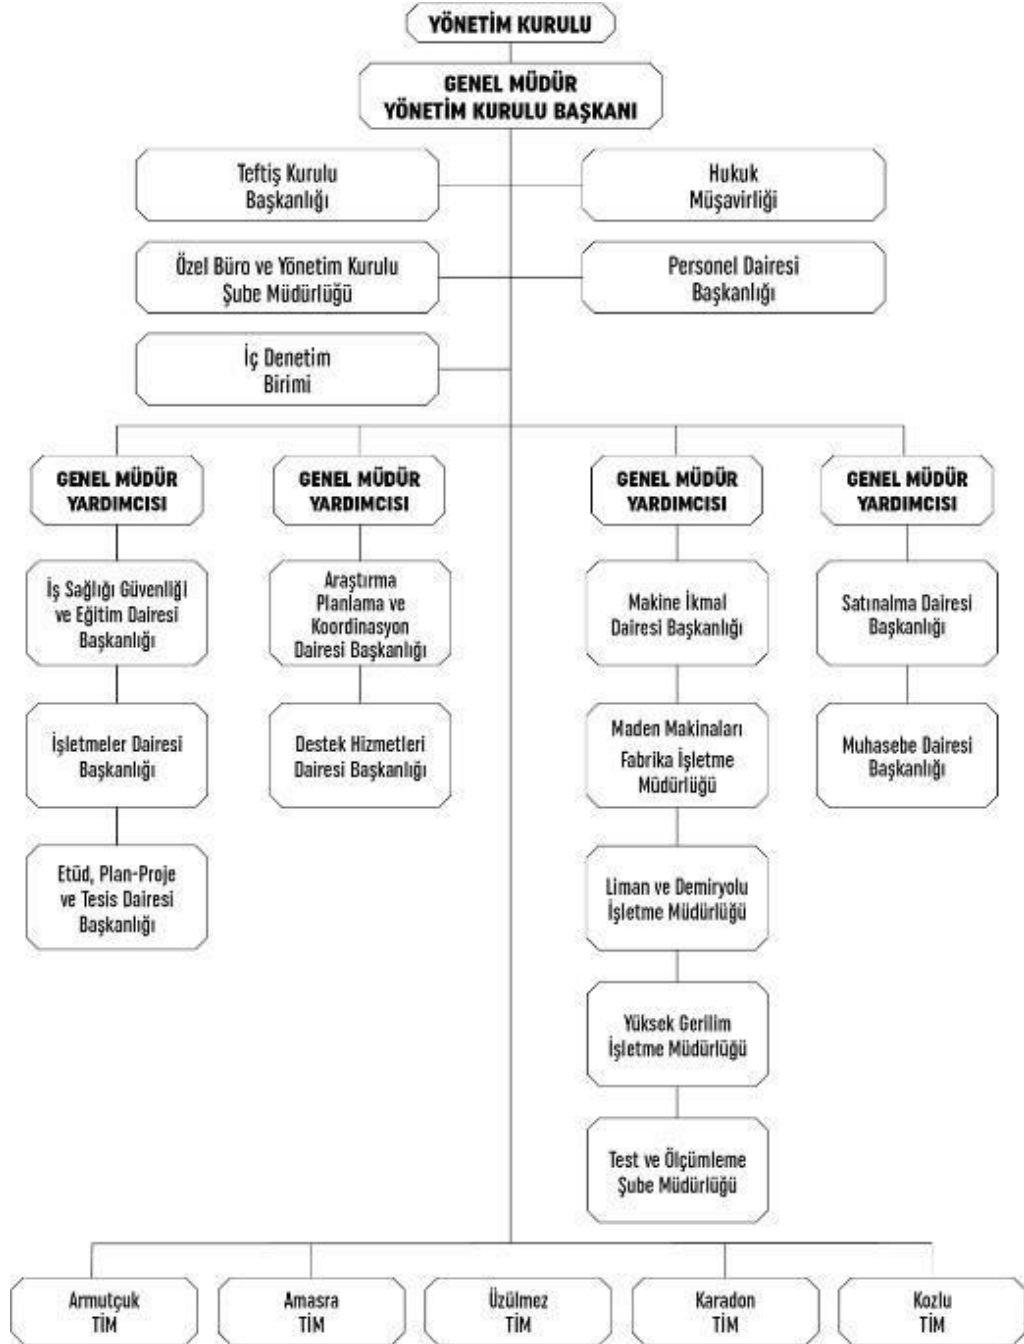 YÖNETİM KURULU
GENEL MÜDÜR
YÖNETİM KURULU BAŞKANI
Teftiş Kurulu
Başkanlığı
Hukuk
Müşavirliği
Özel Büro ve Yönetim Kurulu
Şube Müdürlüğü
Personel Dairesi
Başkanlığı
İç Denetim
Birimi
GENEL MÜDÜR
YARDIMCISI
GENEL MÜDÜR
YARDIMCISI
GENEL MÜDÜR
YARDIMCISI
GENEL MÜDÜR
YARDIMCISI
İş Sağlığı Güvenliği
ve Eğitim Dairesi
Başkanlığı
Araştırma
Planlama ve
Koordinasyon
Dairesi Başkanlığı
Makine İkmal
Dairesi Başkanlığı
Satınalma Dairesi
Başkanlığı
İşletmeler Dairesi
Başkanlığı
Destek Hizmetleri
Dairesi Başkanlığı
Maden Makinaları
Fabrika İşletme
Müdürlüğü
Muhasebe Dairesi
Başkanlığı
Etüd, Plan-Proje
ve Tesis Dairesi
Başkanlığı
Liman ve Demiryolu
İşletme Müdürlüğü
Yüksek Gerilim
İşletme Müdürlüğü
Test ve Ölçümleme
Şube Müdürlüğü
Armutçuk
TİM
Amasra
TİM
Üzülmez
TİM
Karadon
TİM
Kozlu
TİM